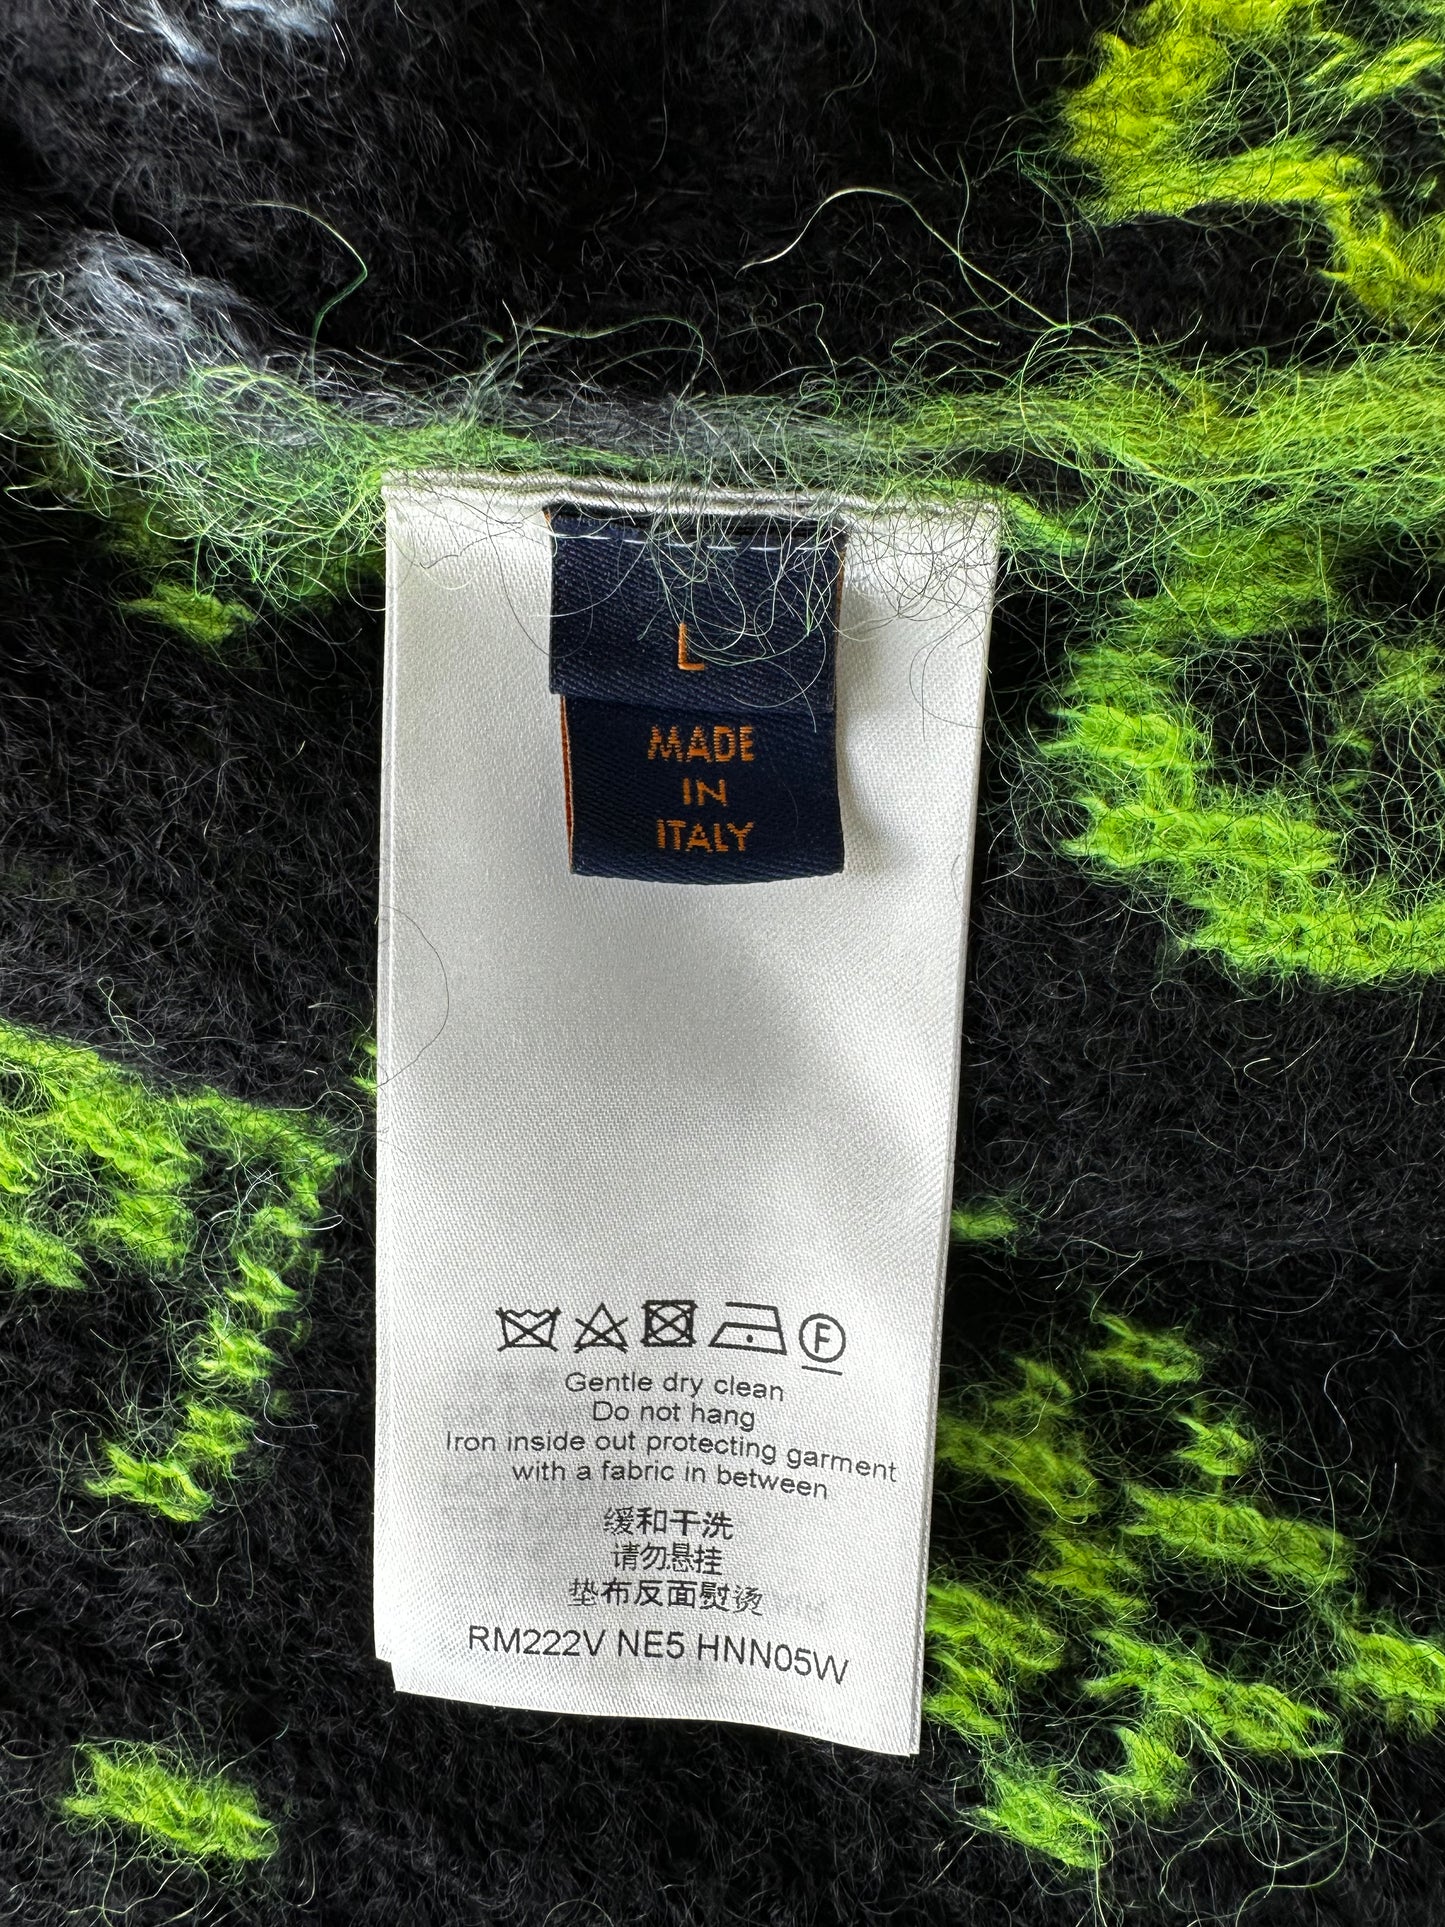 L
MADE
IN
ITALY
F
Gentle dry clean
Do not hang
Iron inside out protecting garment
with a fabric in between
缓和干洗
请勿悬挂
垫布反面熨烫
RM222V NE5 HNN05W